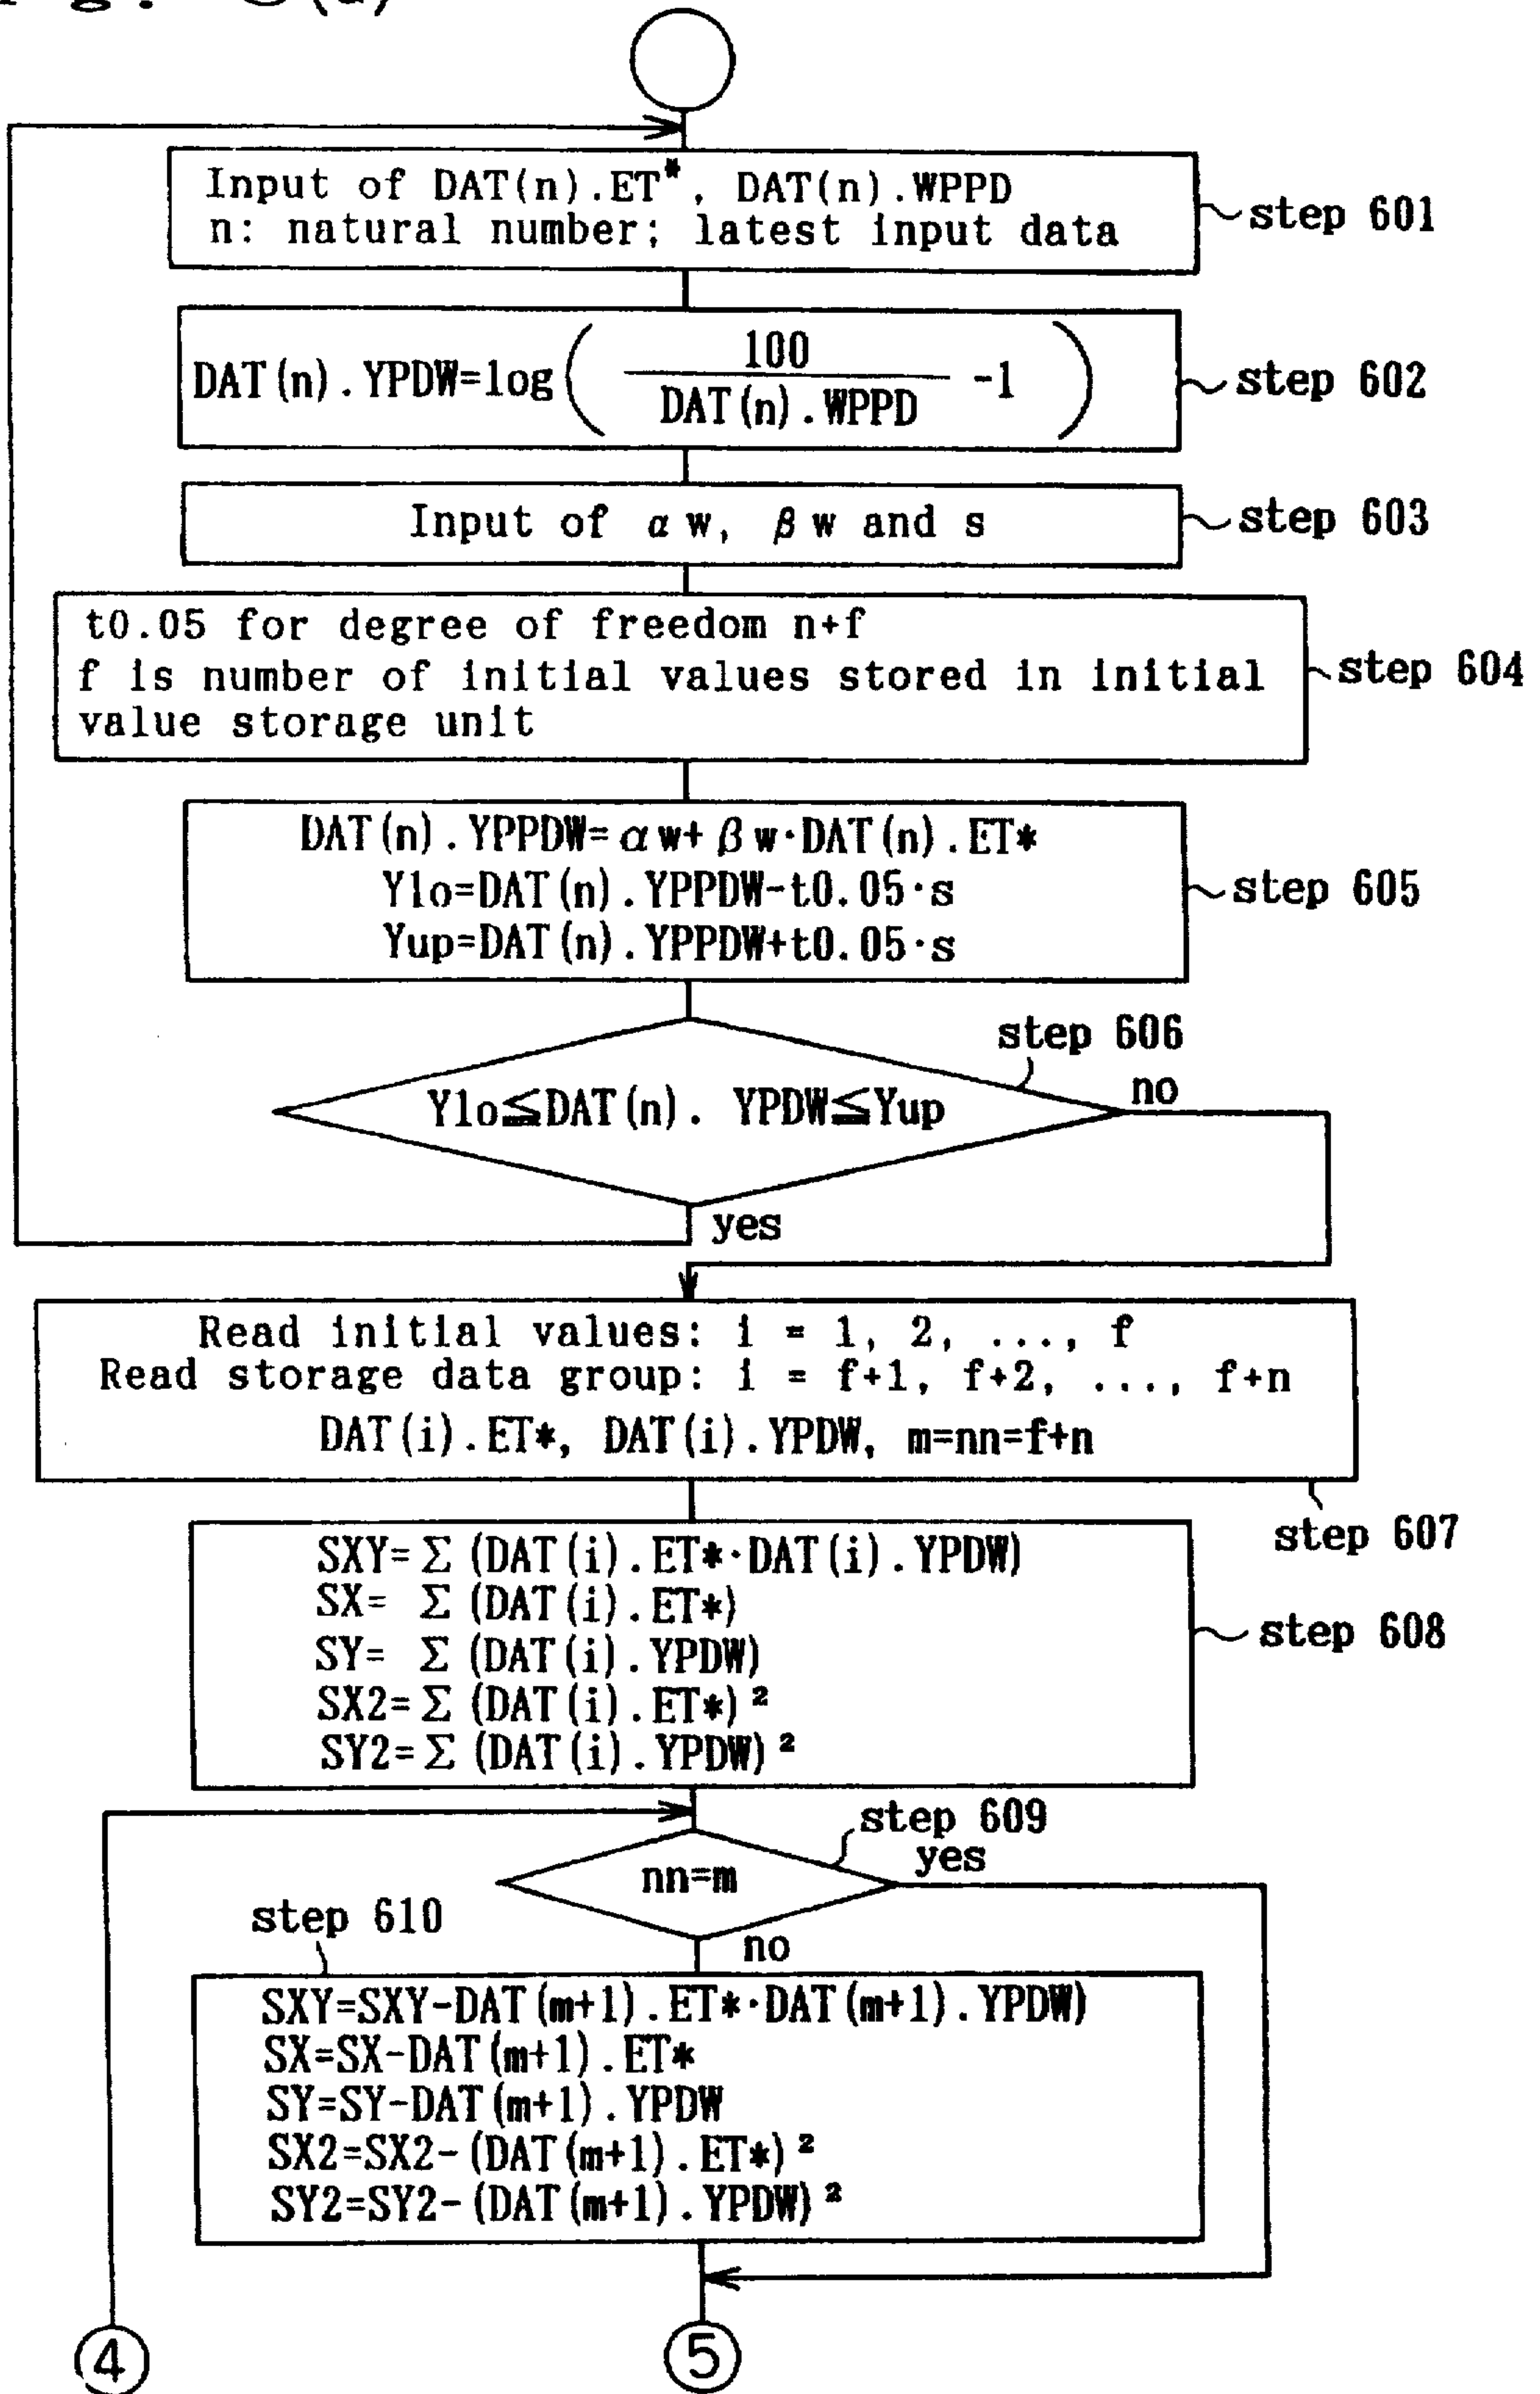 Input of DAT(n).ET*, DAT(n).WPPD
n: natural number; latest input data
step 601
DAT(n).YPDW=log( 100 / DAT(n).WPPD -1 )
step 602
Input of αw, βw and s
step 603
t0.05 for degree of freedom n+f
f is number of initial values stored in initial
value storage unit
step 604
DAT(n).YPPDW=αw+βw·DAT(n).ET*
Ylo=DAT(n).YPPDW-t0.05·s
Yup=DAT(n).YPPDW+t0.05·s
step 605
step 606
Ylo≦DAT(n). YPDW≦Yup
no
yes
Read initial values: i = 1, 2, ..., f
Read storage data group: i = f+1, f+2, ..., f+n
DAT(i).ET*, DAT(i).YPDW, m=nn=f+n
step 607
SXY=Σ(DAT(i).ET*·DAT(i).YPDW)
SX= Σ(DAT(i).ET*)
SY= Σ(DAT(i).YPDW)
SX2=Σ(DAT(i).ET*)²
SY2=Σ(DAT(i).YPDW)²
step 608
step 609
nn=m
yes
no
step 610
SXY=SXY-DAT(m+1).ET*·DAT(m+1).YPDW)
SX=SX-DAT(m+1).ET*
SY=SY-DAT(m+1).YPDW
SX2=SX2-(DAT(m+1).ET*)²
SY2=SY2-(DAT(m+1).YPDW)²
4
5